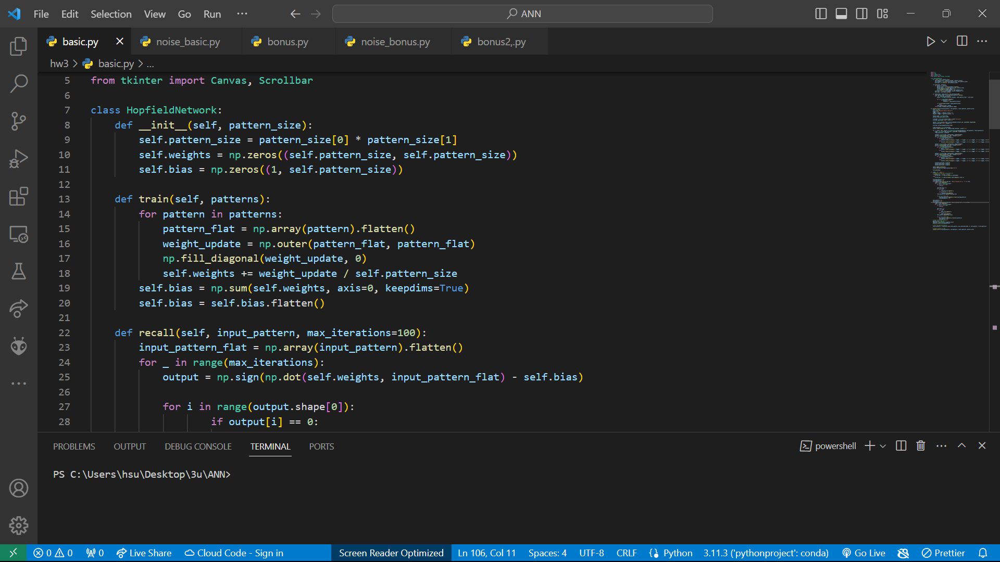 File Edit Selection View Go Run ··· ANN
basic.py noise_basic.py bonus.py noise_bonus.py bonus2,.py
hw3 > basic.py > ...
5 from tkinter import Canvas, Scrollbar
6
7 class HopfieldNetwork:
8 def __init__(self, pattern_size):
9 self.pattern_size = pattern_size[0] * pattern_size[1]
10 self.weights = np.zeros((self.pattern_size, self.pattern_size))
11 self.bias = np.zeros((1, self.pattern_size))
12
13 def train(self, patterns):
14 for pattern in patterns:
15 pattern_flat = np.array(pattern).flatten()
16 weight_update = np.outer(pattern_flat, pattern_flat)
17 np.fill_diagonal(weight_update, 0)
18 self.weights += weight_update / self.pattern_size
19 self.bias = np.sum(self.weights, axis=0, keepdims=True)
20 self.bias = self.bias.flatten()
21
22 def recall(self, input_pattern, max_iterations=100):
23 input_pattern_flat = np.array(input_pattern).flatten()
24 for _ in range(max_iterations):
25 output = np.sign(np.dot(self.weights, input_pattern_flat) - self.bias)
26
27 for i in range(output.shape[0]):
28 if output[i] == 0:
PROBLEMS OUTPUT DEBUG CONSOLE TERMINAL PORTS powershell
PS C:\Users\hsu\Desktop\3u\ANN>
0 0 0 Live Share Cloud Code - Sign in Screen Reader Optimized Ln 106, Col 11 Spaces: 4 UTF-8 CRLF Python 3.11.3 ('pythonproject': conda) Go Live Prettier